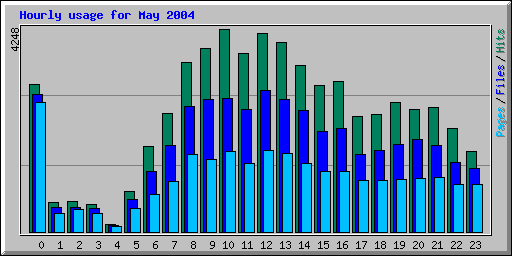 Hourly usage for May 2004
4248
Pages / Files / Hits
0 1 2 3 4 5 6 7 8 9 10 11 12 13 14 15 16 17 18 19 20 21 22 23